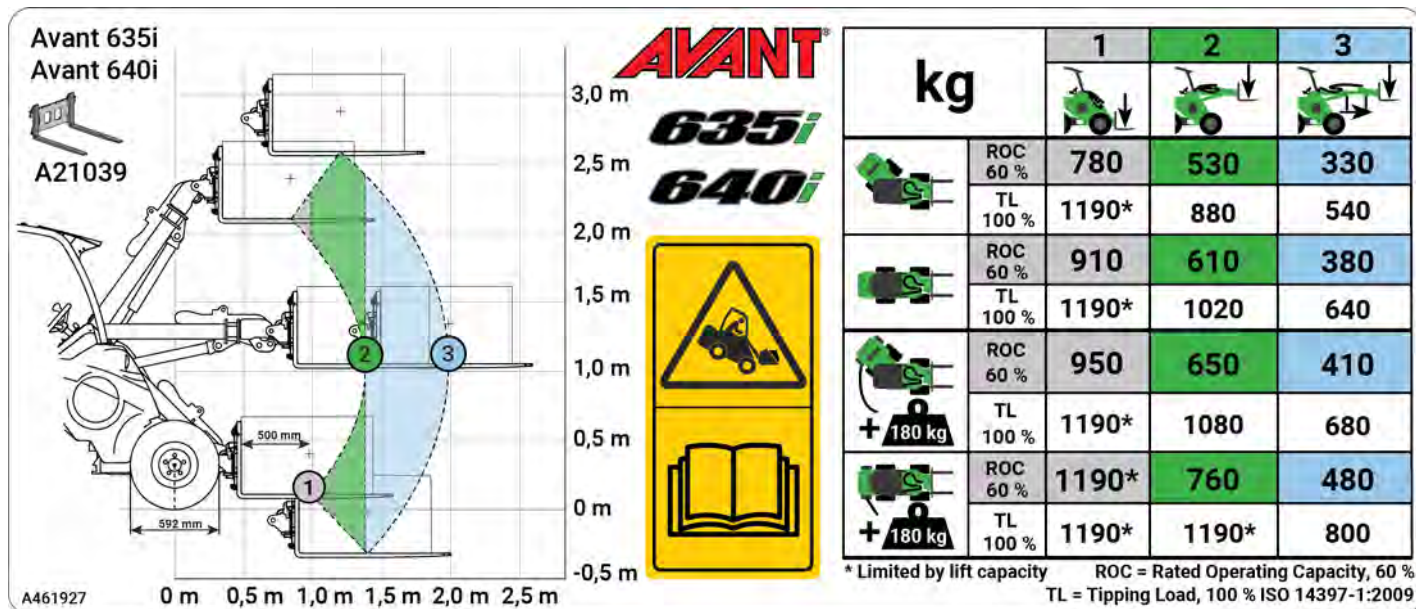 Avant 635i
Avant 640i
A21039
3,0 m
2,5 m
2,0 m
1,5 m
1,0 m
0,5 m
0 m
-0,5 m
2
3
1
500 mm
592 mm
A461927
0 m 0,5 m 1,0 m 1,5 m 2,0 m 2,5 m
AVANT®
635i
640i
kg
1 2 3
ROC 60 % 780 530 330
TL 100 % 1190* 880 540
ROC 60 % 910 610 380
TL 100 % 1190* 1020 640
ROC 60 % 950 650 410
+ 180 kg
TL 100 % 1190* 1080 680
ROC 60 % 1190* 760 480
+ 180 kg
TL 100 % 1190* 1190* 800
* Limited by lift capacity ROC = Rated Operating Capacity, 60 %
TL = Tipping Load, 100 % ISO 14397-1:2009